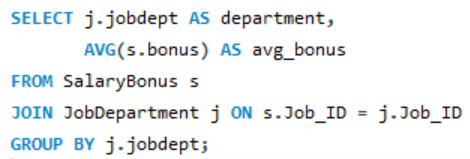 SELECT j.jobdept AS department,
       AVG(s.bonus) AS avg_bonus
FROM SalaryBonus s
JOIN JobDepartment j ON s.Job_ID = j.Job_ID
GROUP BY j.jobdept;